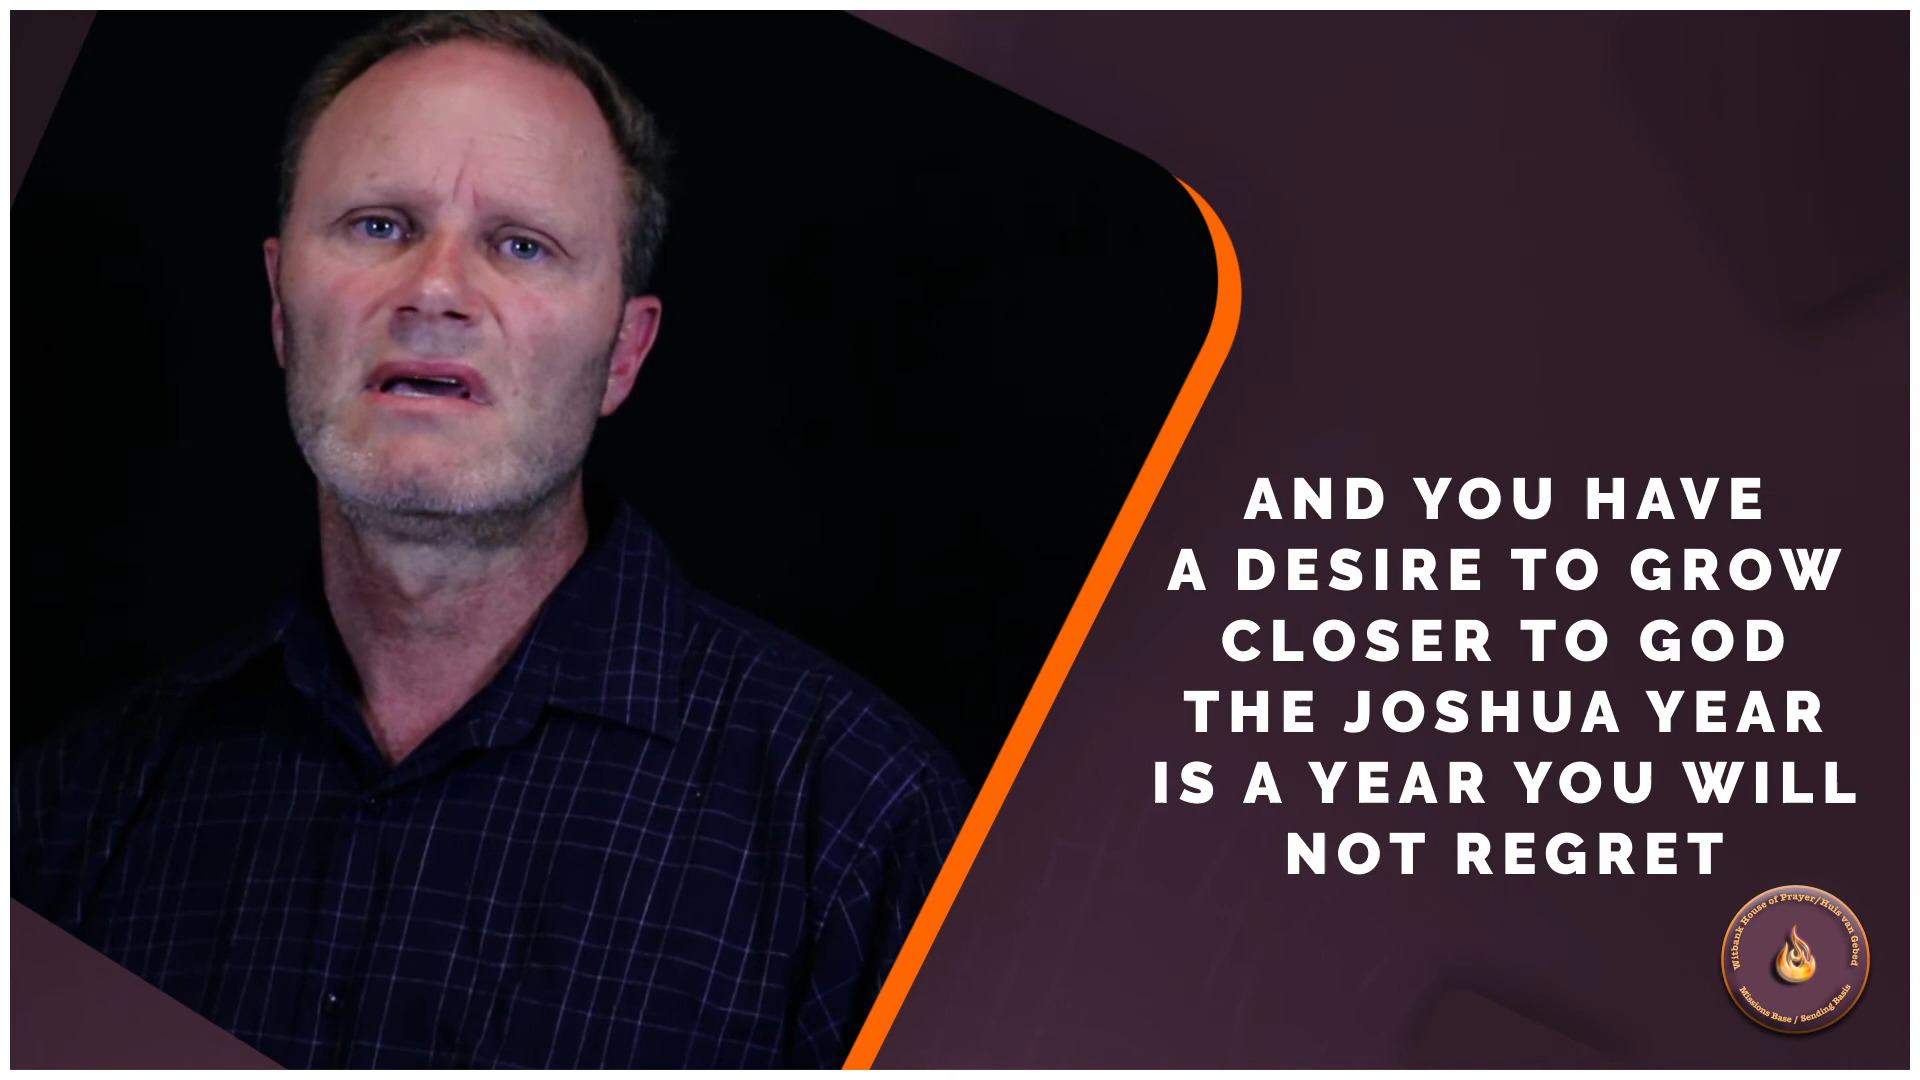 AND YOU HAVE
A DESIRE TO GROW
CLOSER TO GOD
THE JOSHUA YEAR
IS A YEAR YOU WILL
NOT REGRET
Witbank House of Prayer/Huis van Gebed
Missions Base / Sending Basis